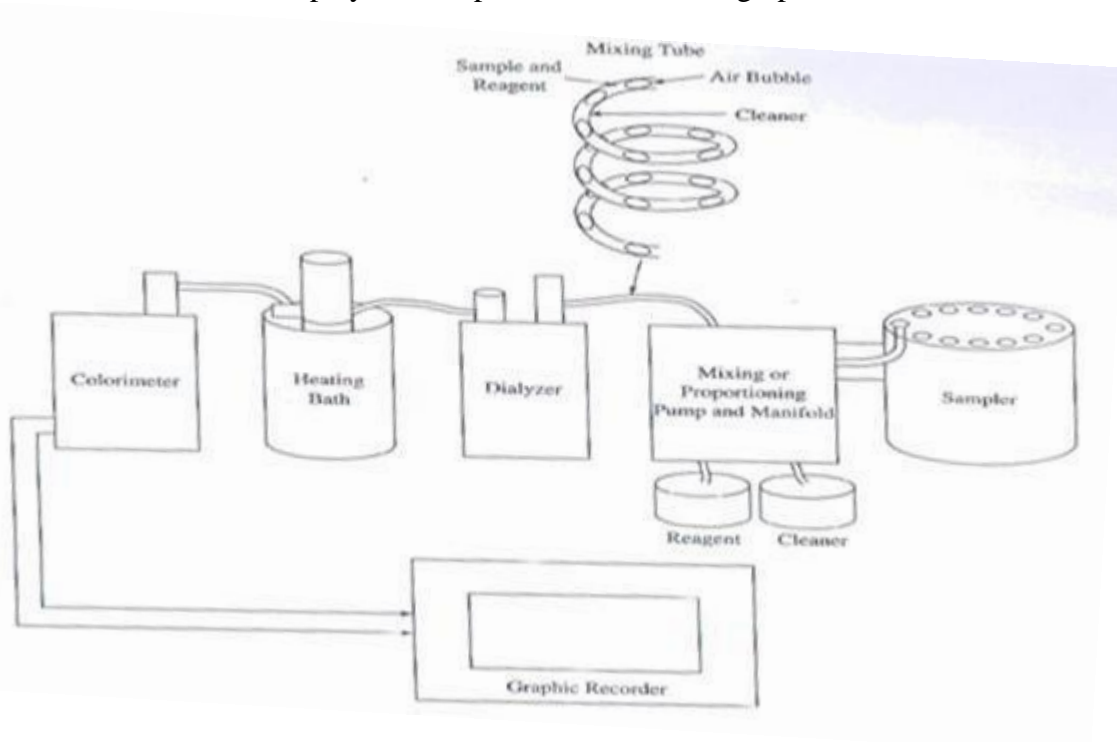 Mixing Tube
Sample and
Reagent
Air Bubble
Cleaner
Colorimeter
Heating
Bath
Dialyzer
Mixing or
Proportioning
Pump and Manifold
Sampler
Reagent
Cleaner
Graphic Recorder